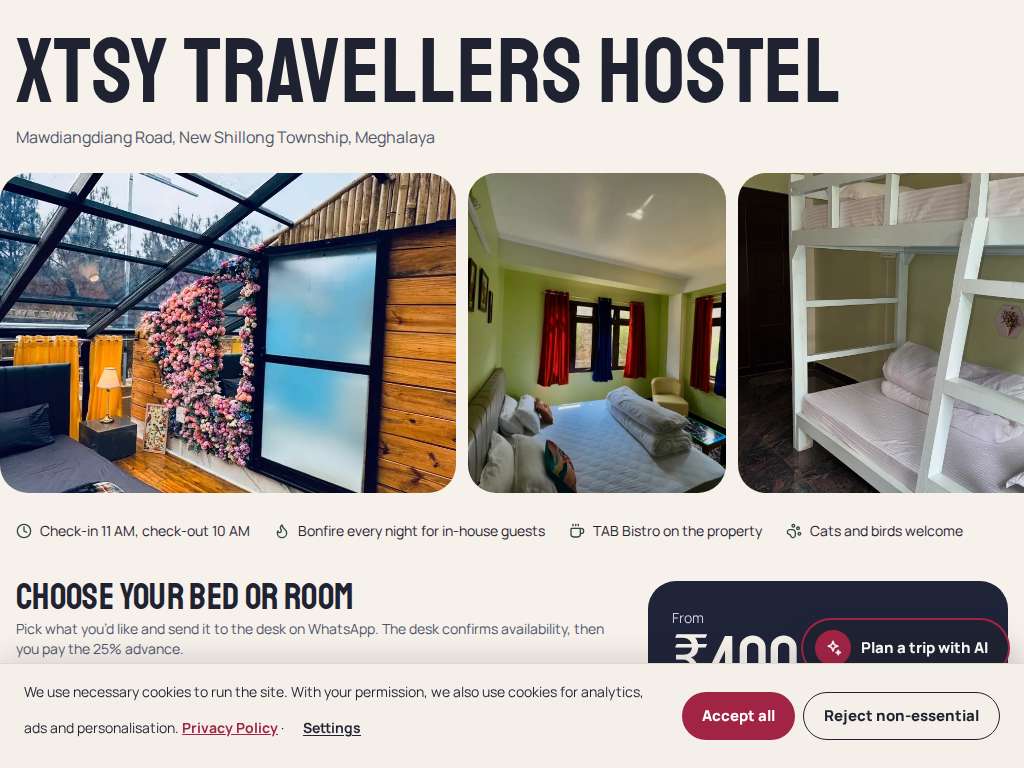 XTSY TRAVELLERS HOSTEL
Mawdiangdiang Road, New Shillong Township, Meghalaya
Check-in 11 AM, check-out 10 AM
Bonfire every night for in-house guests
TAB Bistro on the property
Cats and birds welcome
CHOOSE YOUR BED OR ROOM
Pick what you'd like and send it to the desk on WhatsApp. The desk confirms availability, then
you pay the 25% advance.
From
₹400
Plan a trip with AI
We use necessary cookies to run the site. With your permission, we also use cookies for analytics,
ads and personalisation. Privacy Policy · Settings
Accept all
Reject non-essential